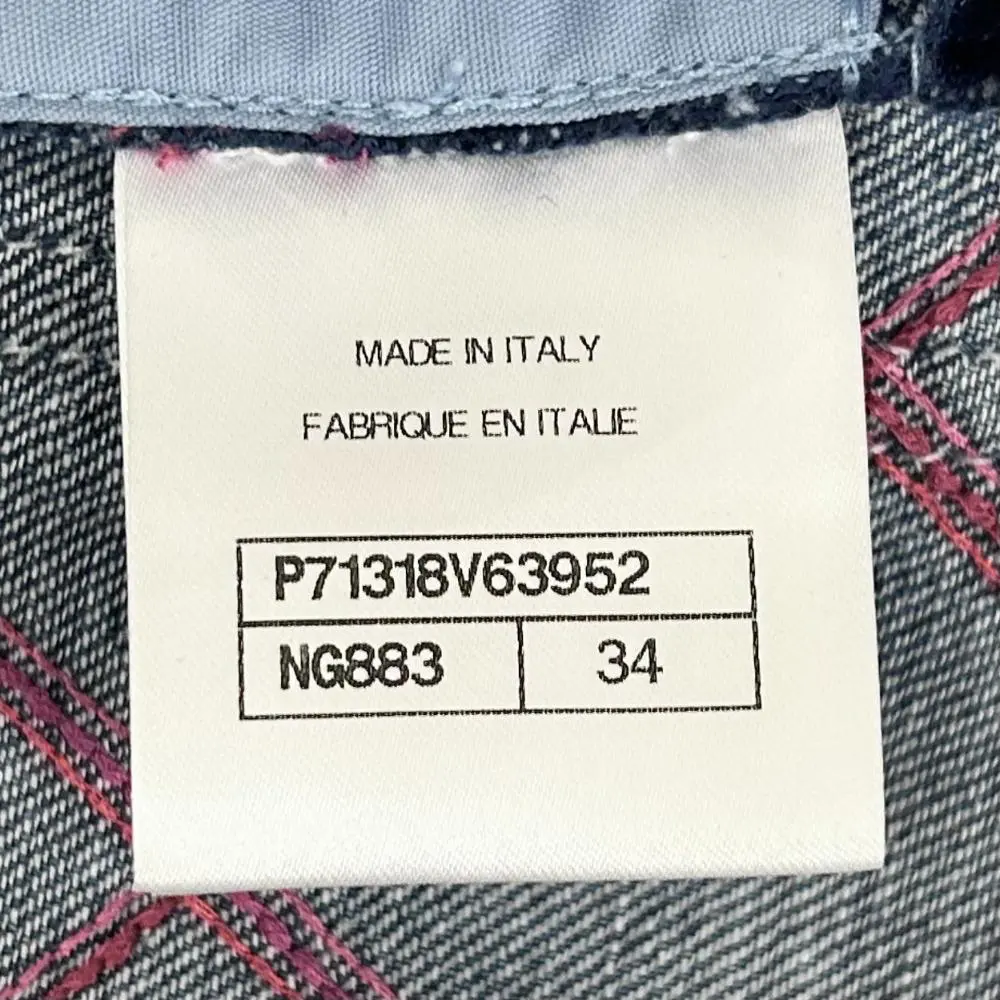 MADE IN ITALY
FABRIQUE EN ITALIE
P71318V63952
NG883 34